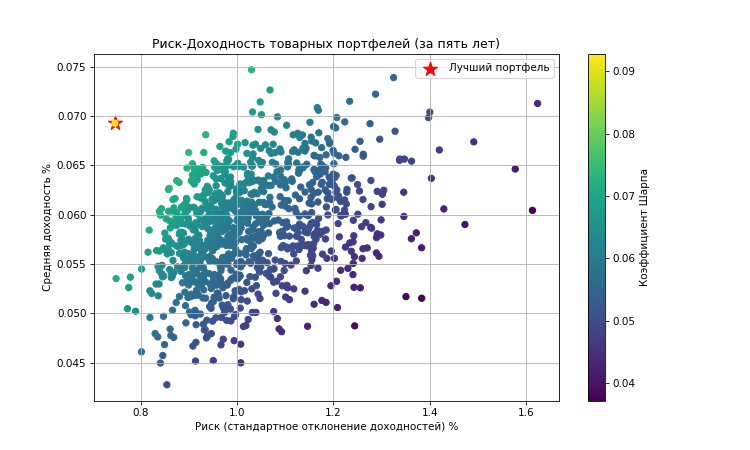 Риск-Доходность товарных портфелей (за пять лет)
Лучший портфель
Средняя доходность %
0.075
0.070
0.065
0.060
0.055
0.050
0.045
0.8 1.0 1.2 1.4 1.6
Риск (стандартное отклонение доходностей) %
0.09
0.08
0.07
0.06
0.05
0.04
Коэффициент Шарпа